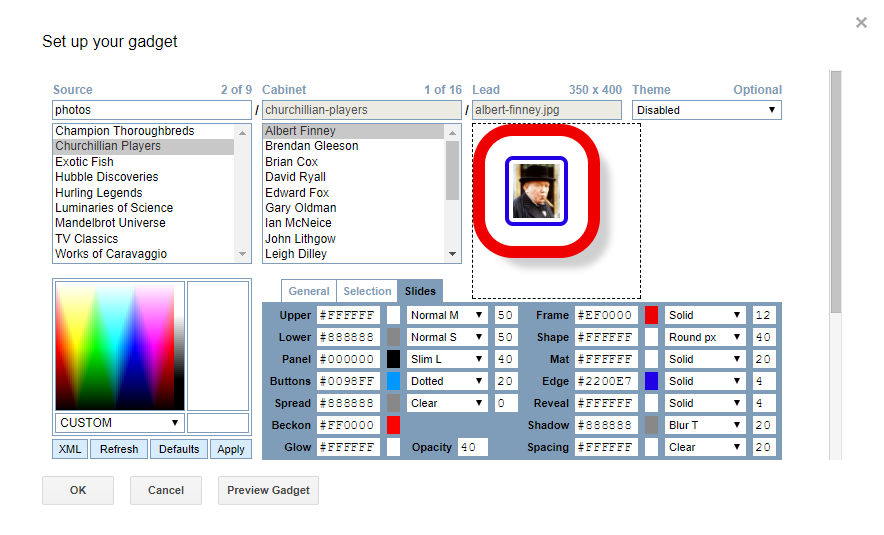 ×
Set up your gadget
Source 2 of 9 Cabinet 1 of 16 Lead 350 x 400 Theme Optional
photos / churchillian-players / albert-finney.jpg Disabled
Champion Thoroughbreds
Churchillian Players
Exotic Fish
Hubble Discoveries
Hurling Legends
Luminaries of Science
Mandelbrot Universe
TV Classics
Works of Caravaggio
Albert Finney
Brendan Gleeson
Brian Cox
David Ryall
Edward Fox
Gary Oldman
Ian McNeice
John Lithgow
Leigh Dilley
General Selection Slides
Upper #FFFFFF Normal M 50 Frame #EF0000 Solid 12
Lower #888888 Normal S 50 Shape #FFFFFF Round px 40
Panel #000000 Slim L 40 Mat #FFFFFF Solid 20
Buttons #0098FF Dotted 20 Edge #2200E7 Solid 4
Spread #888888 Clear 0 Reveal #FFFFFF Solid 4
Beckon #FF0000 Shadow #888888 Blur T 20
Glow #FFFFFF Opacity 40 Spacing #FFFFFF Clear 20
CUSTOM
XML Refresh Defaults Apply
OK Cancel Preview Gadget